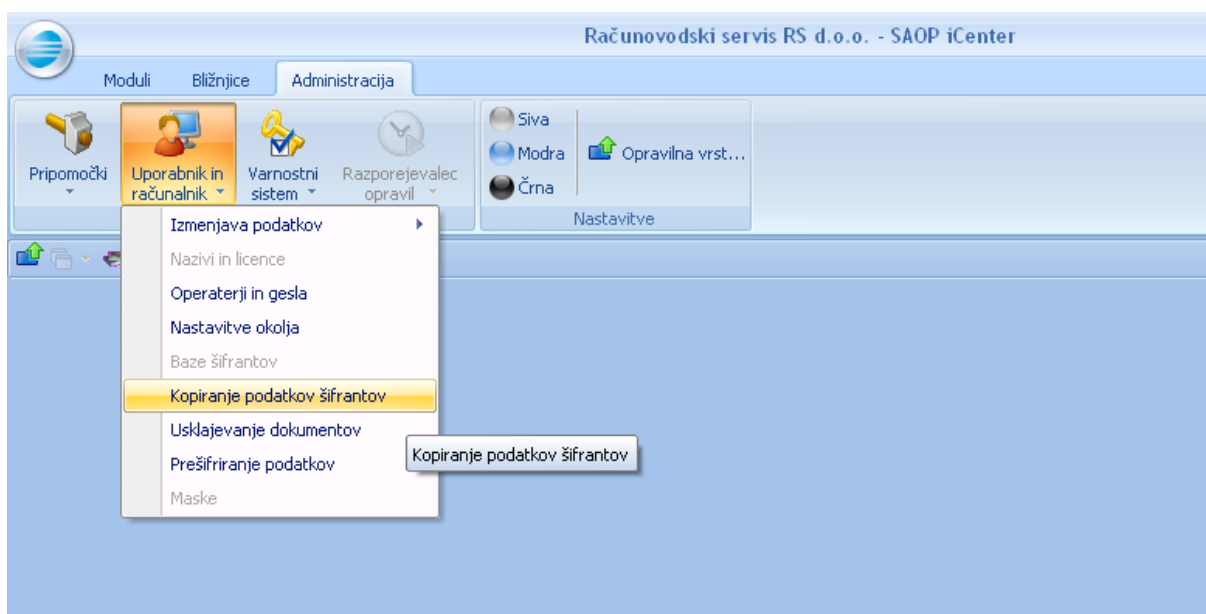 Računovodski servis RS d.o.o. - SAOP iCenter
Moduli Bližnjice Administracija
Pripomočki
Uporabnik in
računalnik
Varnostni
sistem
Razporejevalec
opravil
Siva
Modra
Črna
Opravilna vrst...
Nastavitve
Izmenjava podatkov
Nazivi in licence
Operaterji in gesla
Nastavitve okolja
Baze šifrantov
Kopiranje podatkov šifrantov
Usklajevanje dokumentov
Kopiranje podatkov šifrantov
Prešifriranje podatkov
Maske